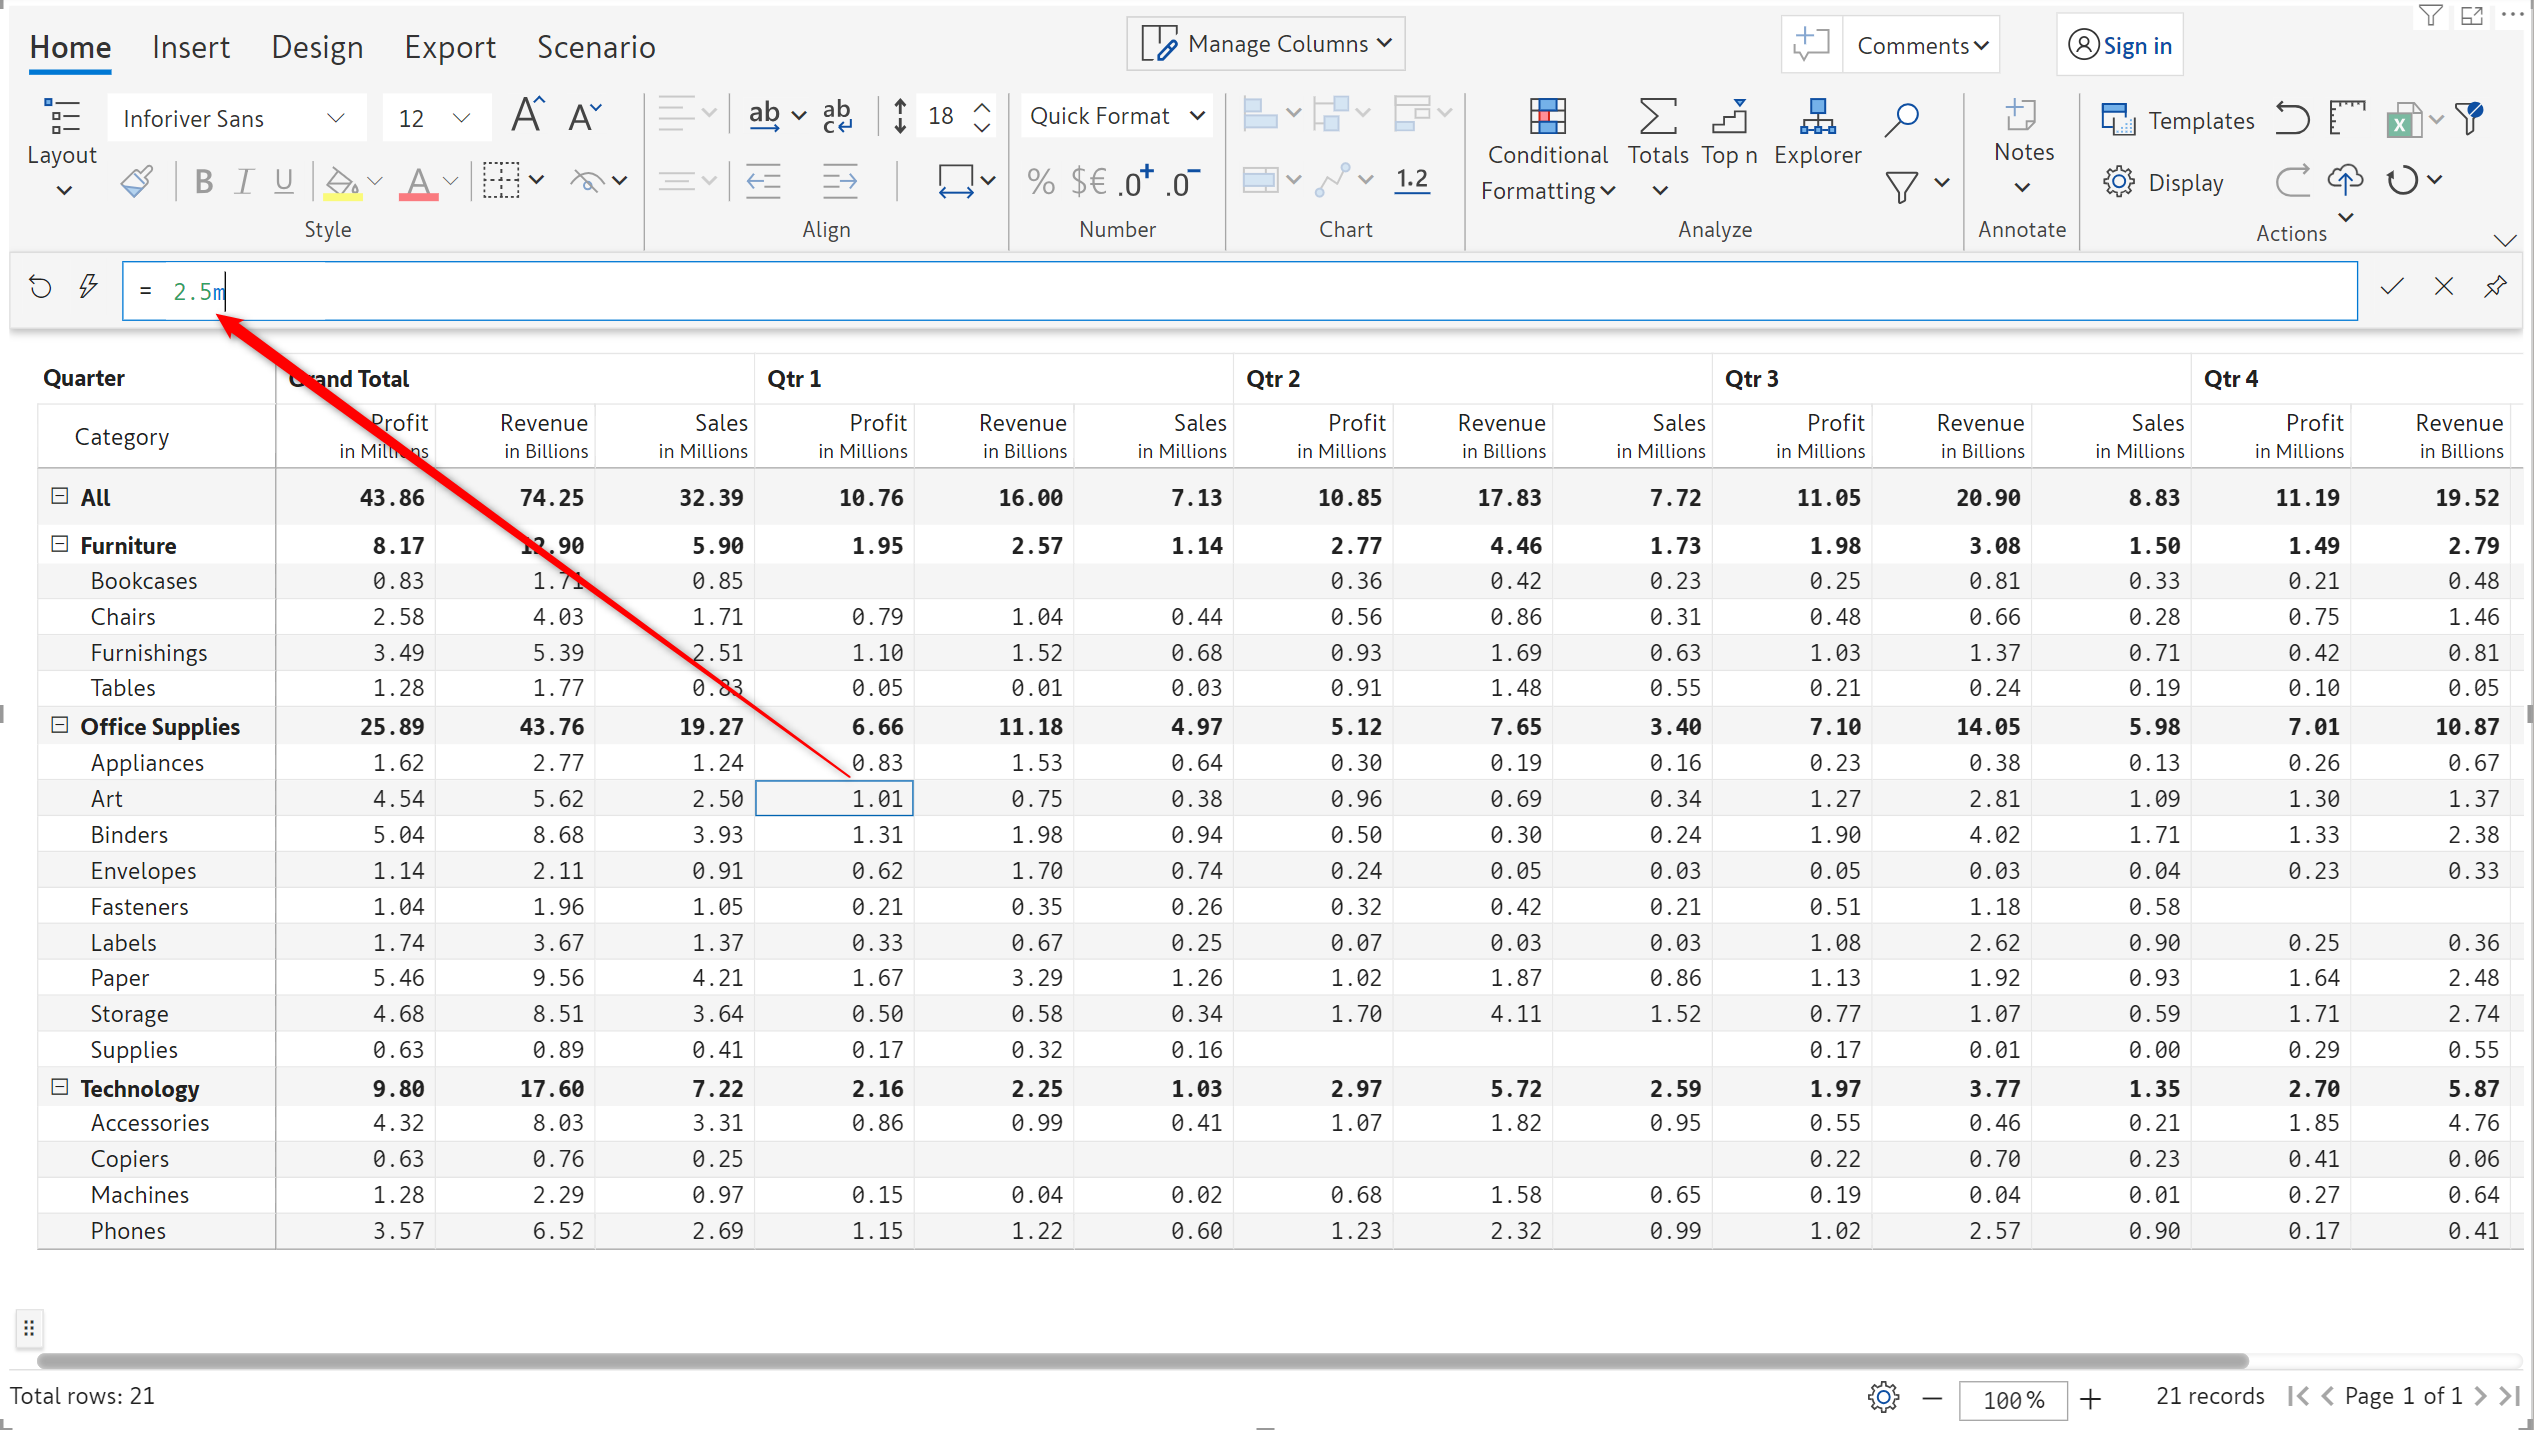 Home Insert Design Export Scenario Manage Columns Comments Sign in
Inforiver Sans 12 A A ab ab 18 Quick Format Conditional Totals Top n Explorer Notes Templates
c
Layout B I U A % $€ .0+ .0- 1.2 Formatting Display
Style Align Number Chart Analyze Annotate Actions
= 2.5m
Quarter Grand Total Qtr 1 Qtr 2 Qtr 3 Qtr 4
Category Profit Revenue Sales Profit Revenue Sales Profit Revenue Sales Profit Revenue Sales Profit Revenue
in Millions in Billions in Millions in Millions in Billions in Millions in Millions in Billions in Millions in Millions in Billions in Millions in Millions in Billions
All 43.86 74.25 32.39 10.76 16.00 7.13 10.85 17.83 7.72 11.05 20.90 8.83 11.19 19.52
Furniture 8.17 12.90 5.90 1.95 2.57 1.14 2.77 4.46 1.73 1.98 3.08 1.50 1.49 2.79
Bookcases 0.83 1.71 0.85 0.36 0.42 0.23 0.25 0.81 0.33 0.21 0.48
Chairs 2.58 4.03 1.71 0.79 1.04 0.44 0.56 0.86 0.31 0.48 0.66 0.28 0.75 1.46
Furnishings 3.49 5.39 2.51 1.10 1.52 0.68 0.93 1.69 0.63 1.03 1.37 0.71 0.42 0.81
Tables 1.28 1.77 0.83 0.05 0.01 0.03 0.91 1.48 0.55 0.21 0.24 0.19 0.10 0.05
Office Supplies 25.89 43.76 19.27 6.66 11.18 4.97 5.12 7.65 3.40 7.10 14.05 5.98 7.01 10.87
Appliances 1.62 2.77 1.24 0.83 1.53 0.64 0.30 0.19 0.16 0.23 0.38 0.13 0.26 0.67
Art 4.54 5.62 2.50 1.01 0.75 0.38 0.96 0.69 0.34 1.27 2.81 1.09 1.30 1.37
Binders 5.04 8.68 3.93 1.31 1.98 0.94 0.50 0.30 0.24 1.90 4.02 1.71 1.33 2.38
Envelopes 1.14 2.11 0.91 0.62 1.70 0.74 0.24 0.05 0.03 0.05 0.03 0.04 0.23 0.33
Fasteners 1.04 1.96 1.05 0.21 0.35 0.26 0.32 0.42 0.21 0.51 1.18 0.58
Labels 1.74 3.67 1.37 0.33 0.67 0.25 0.07 0.03 0.03 1.08 2.62 0.90 0.25 0.36
Paper 5.46 9.56 4.21 1.67 3.29 1.26 1.02 1.87 0.86 1.13 1.92 0.93 1.64 2.48
Storage 4.68 8.51 3.64 0.50 0.58 0.34 1.70 4.11 1.52 0.77 1.07 0.59 1.71 2.74
Supplies 0.63 0.89 0.41 0.17 0.32 0.16 0.17 0.01 0.00 0.29 0.55
Technology 9.80 17.60 7.22 2.16 2.25 1.03 2.97 5.72 2.59 1.97 3.77 1.35 2.70 5.87
Accessories 4.32 8.03 3.31 0.86 0.99 0.41 1.07 1.82 0.95 0.55 0.46 0.21 1.85 4.76
Copiers 0.63 0.76 0.25 0.22 0.70 0.23 0.41 0.06
Machines 1.28 2.29 0.97 0.15 0.04 0.02 0.68 1.58 0.65 0.19 0.04 0.01 0.27 0.64
Phones 3.57 6.52 2.69 1.15 1.22 0.60 1.23 2.32 0.99 1.02 2.57 0.90 0.17 0.41
Total rows: 21 100% 21 records Page 1 of 1